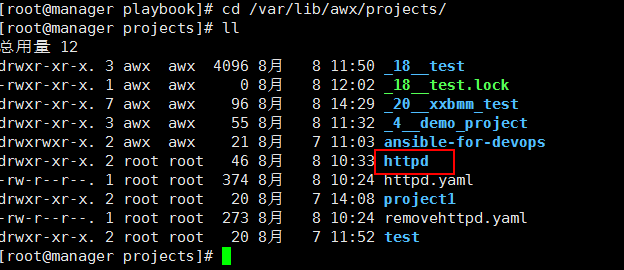 [root@manager playbook]# cd /var/lib/awx/projects/
[root@manager projects]# ll
总用量 12
drwxr-xr-x. 3 awx  awx  4096 8月   8 11:50 _18__test
-rwxr-xr-x. 1 awx  awx     0 8月   8 12:02 _18__test.lock
drwxr-xr-x. 7 awx  awx    96 8月   8 14:29 _20__xxbmm_test
drwxr-xr-x. 3 awx  awx    55 8月   8 11:32 _4__demo_project
drwxrwxr-x. 2 awx  awx    21 8月   7 11:03 ansible-for-devops
drwxr-xr-x. 2 root root   46 8月   8 10:33 httpd
-rw-r--r--. 1 root root  374 8月   8 10:24 httpd.yaml
drwxr-xr-x. 2 root root   20 8月   7 14:08 project1
-rw-r--r--. 1 root root  273 8月   8 10:24 removehttpd.yaml
drwxr-xr-x. 2 root root   20 8月   7 11:52 test
[root@manager projects]#